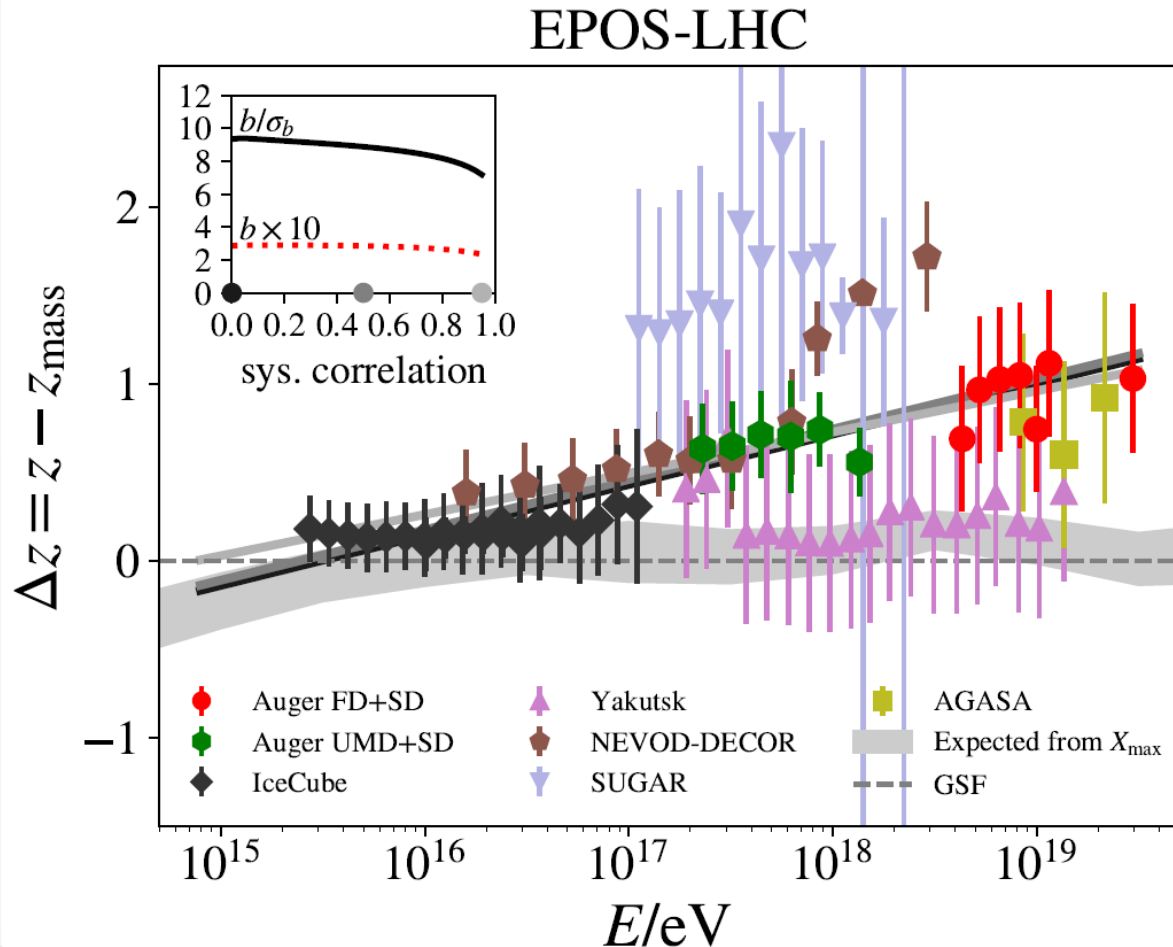 EPOS-LHC
12
10
8
6
4
2
0
b/σ_b
b × 10
0.0 0.2 0.4 0.6 0.8 1.0
sys. correlation
2
1
0
−1
Δz ≡ z − z_mass
Auger FD+SD
Auger UMD+SD
IceCube
Yakutsk
NEVOD-DECOR
SUGAR
AGASA
Expected from X_max
GSF
10^15 10^16 10^17 10^18 10^19
E/eV